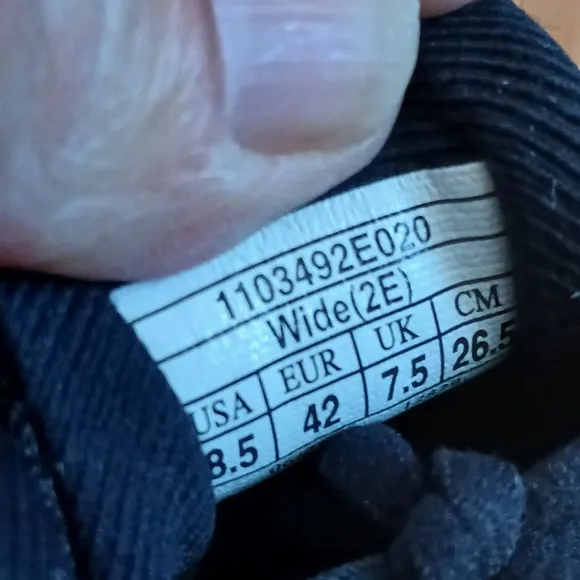 1103492E020
Wide(2E)
USA EUR UK CM
8.5 42 7.5 26.5